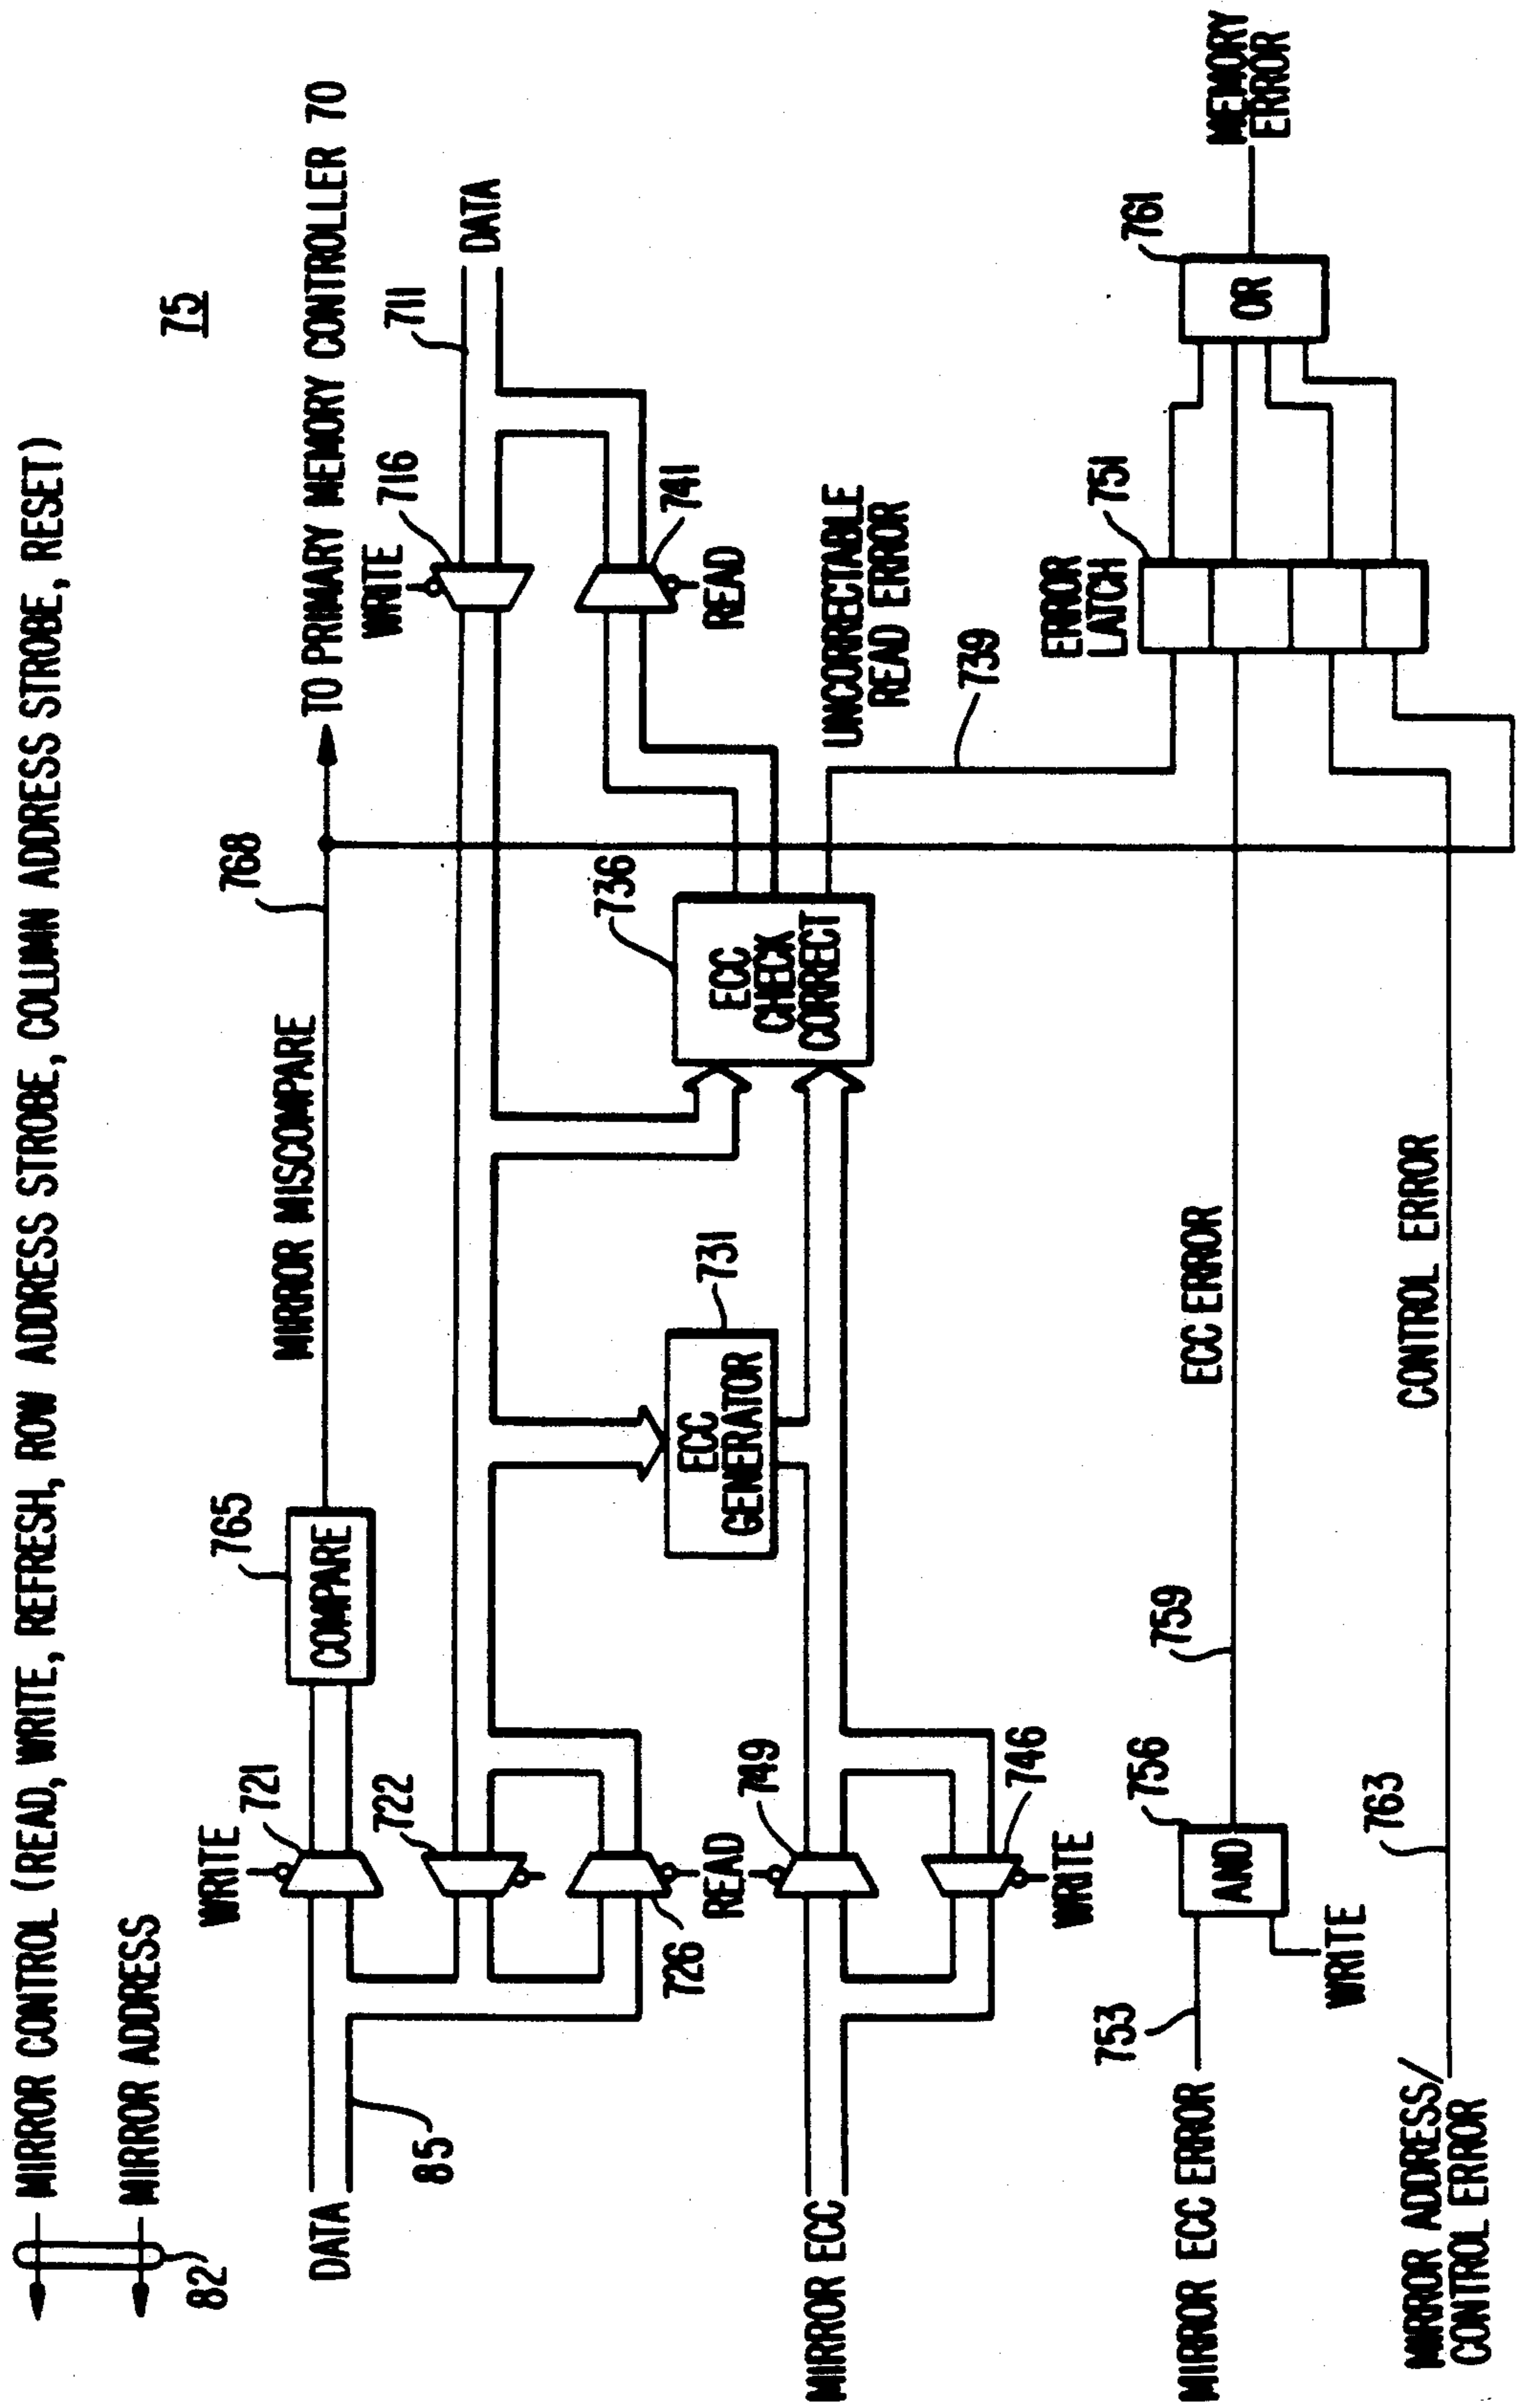 MIRROR CONTROL (READ, WRITE, REFRESH, ROW ADDRESS STROBE, COLUMN ADDRESS STROBE, RESET)
MIRROR ADDRESS
82
75
TO PRIMARY MEMORY CONTROLLER 70
768
MIRROR MISCOMPARE
765
COMPARE
WRITE
721
DATA
85
722
726
READ
WRITE
716
711
DATA
741
READ
736
ECC
CHECK
CORRECT
731
ECC
GENERATOR
749
746
WRITE
MIRROR ECC
UNCORRECTABLE
READ ERROR
739
ERROR
LATCH
751
761
OR
MEMORY
ERROR
MIRROR ECC ERROR
753
756
AND
WRITE
759
ECC ERROR
MIRROR ADDRESS/
CONTROL ERROR
763
CONTROL ERROR